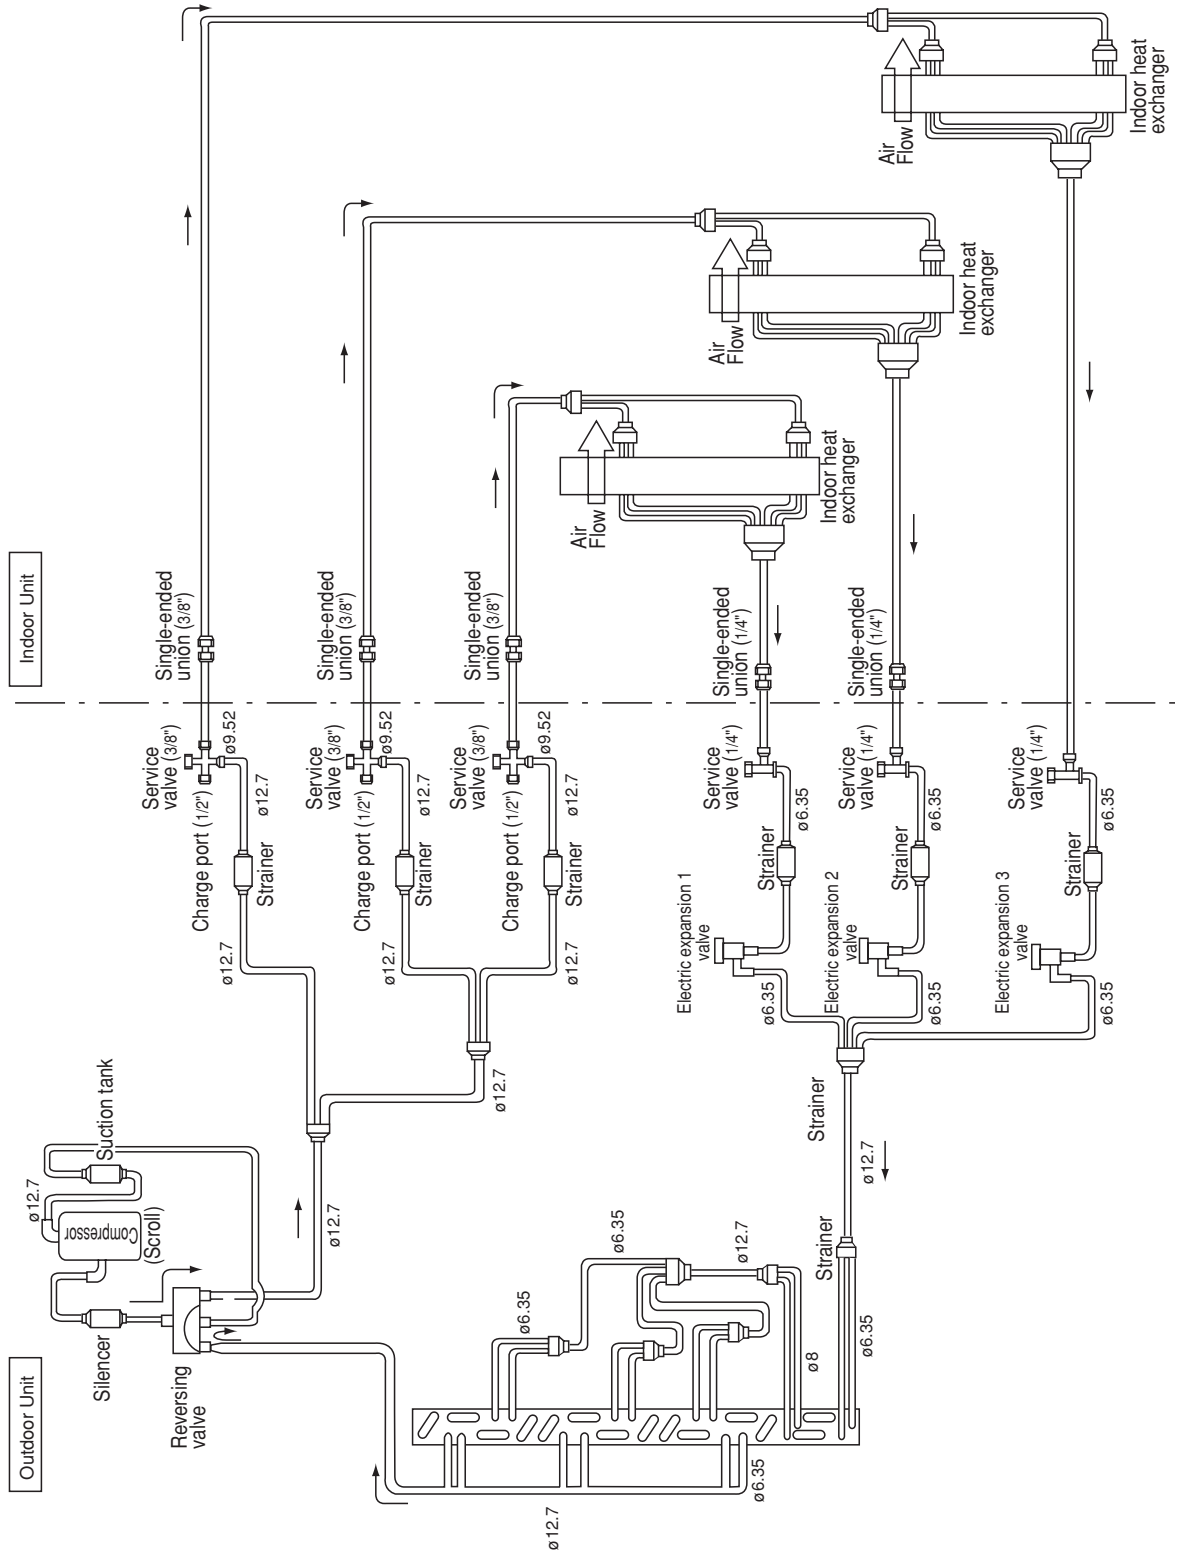 Indoor Unit
Outdoor Unit
Single-ended
union (3/8")
Single-ended
union (3/8")
Single-ended
union (3/8")
Single-ended
union (1/4")
Single-ended
union (1/4")
Air
Flow
Indoor heat
exchanger
Air
Flow
Indoor heat
exchanger
Air
Flow
Indoor heat
exchanger
Service
valve (3/8")
ø9.52
Charge port (1/2")
ø12.7
Strainer
ø12.7
Service
valve (3/8")
ø9.52
Charge port (1/2")
ø12.7
Strainer
ø12.7
Service
valve (3/8")
ø9.52
Charge port (1/2")
ø12.7
Strainer
ø12.7
Service
valve (1/4")
ø6.35
Strainer
Electric expansion 1
valve
ø6.35
Service
valve (1/4")
ø6.35
Strainer
Electric expansion 2
valve
ø6.35
Service
valve (1/4")
ø6.35
Strainer
Electric expansion 3
valve
ø6.35
Suction tank
ø12.7
Compressor
(Scroll)
Silencer
Reversing
valve
ø12.7
ø12.7
Strainer
ø12.7
Strainer
ø6.35
ø8
ø12.7
ø6.35
ø6.35
ø6.35
ø12.7